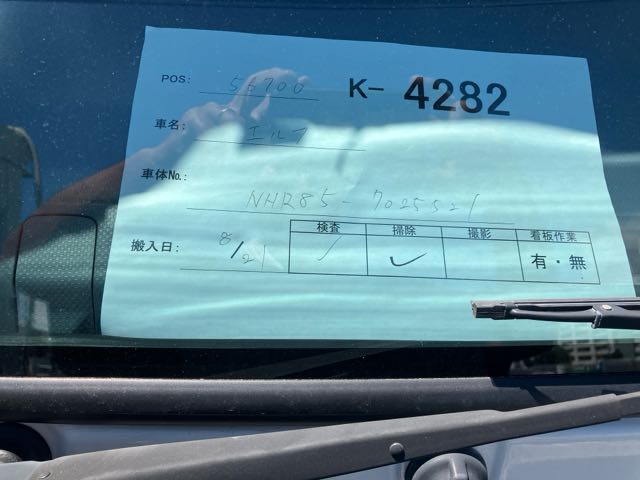 POS: 55700 K- 4282
車名: エルフ
車体No.: NHR85-7025521
搬入日: 8/21
検査 掃除 撮影 看板作業
✓ ✓ 有・無